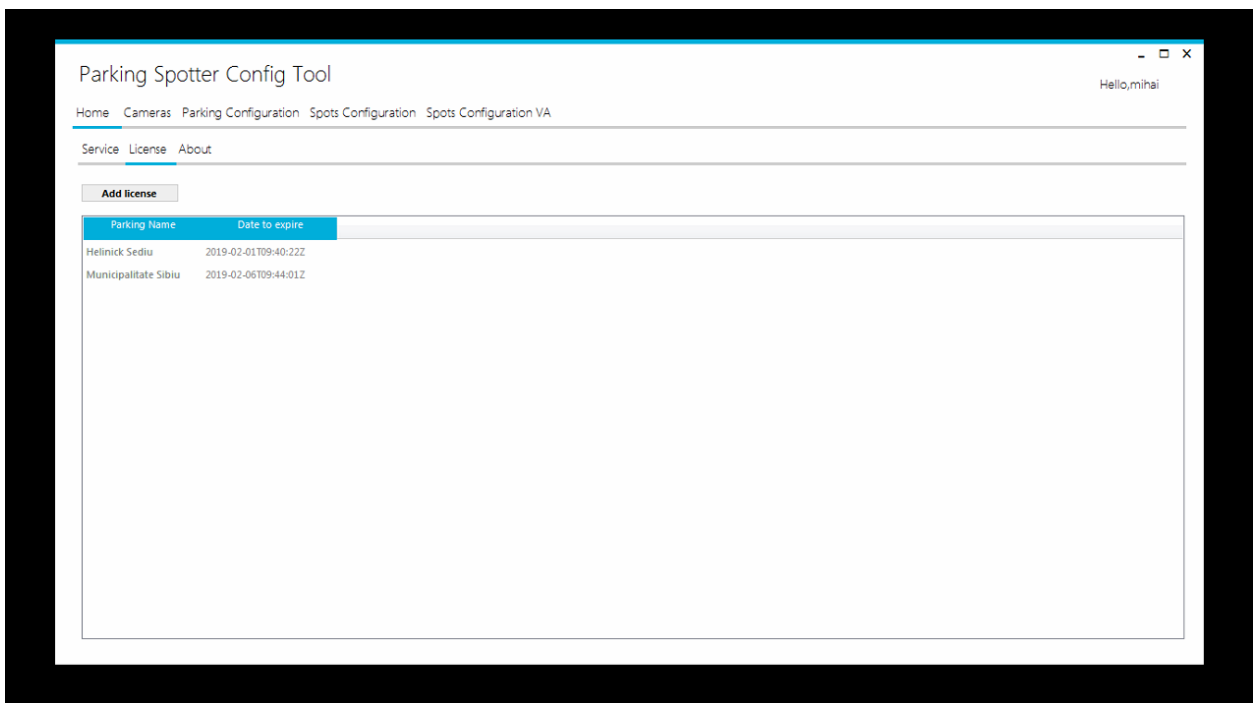 Parking Spotter Config Tool
Hello,mihai
Home Cameras Parking Configuration Spots Configuration Spots Configuration VA
Service License About
Add license
Parking Name Date to expire
Helinick Sediu 2019-02-01T09:40:22Z
Municipalitate Sibiu 2019-02-06T09:44:01Z